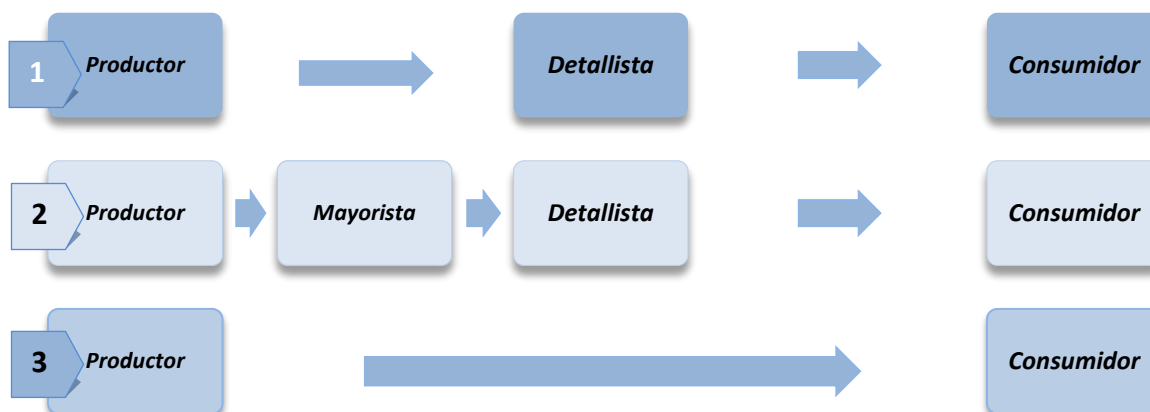 1 Productor Detallista Consumidor
2 Productor Mayorista Detallista Consumidor
3 Productor Consumidor